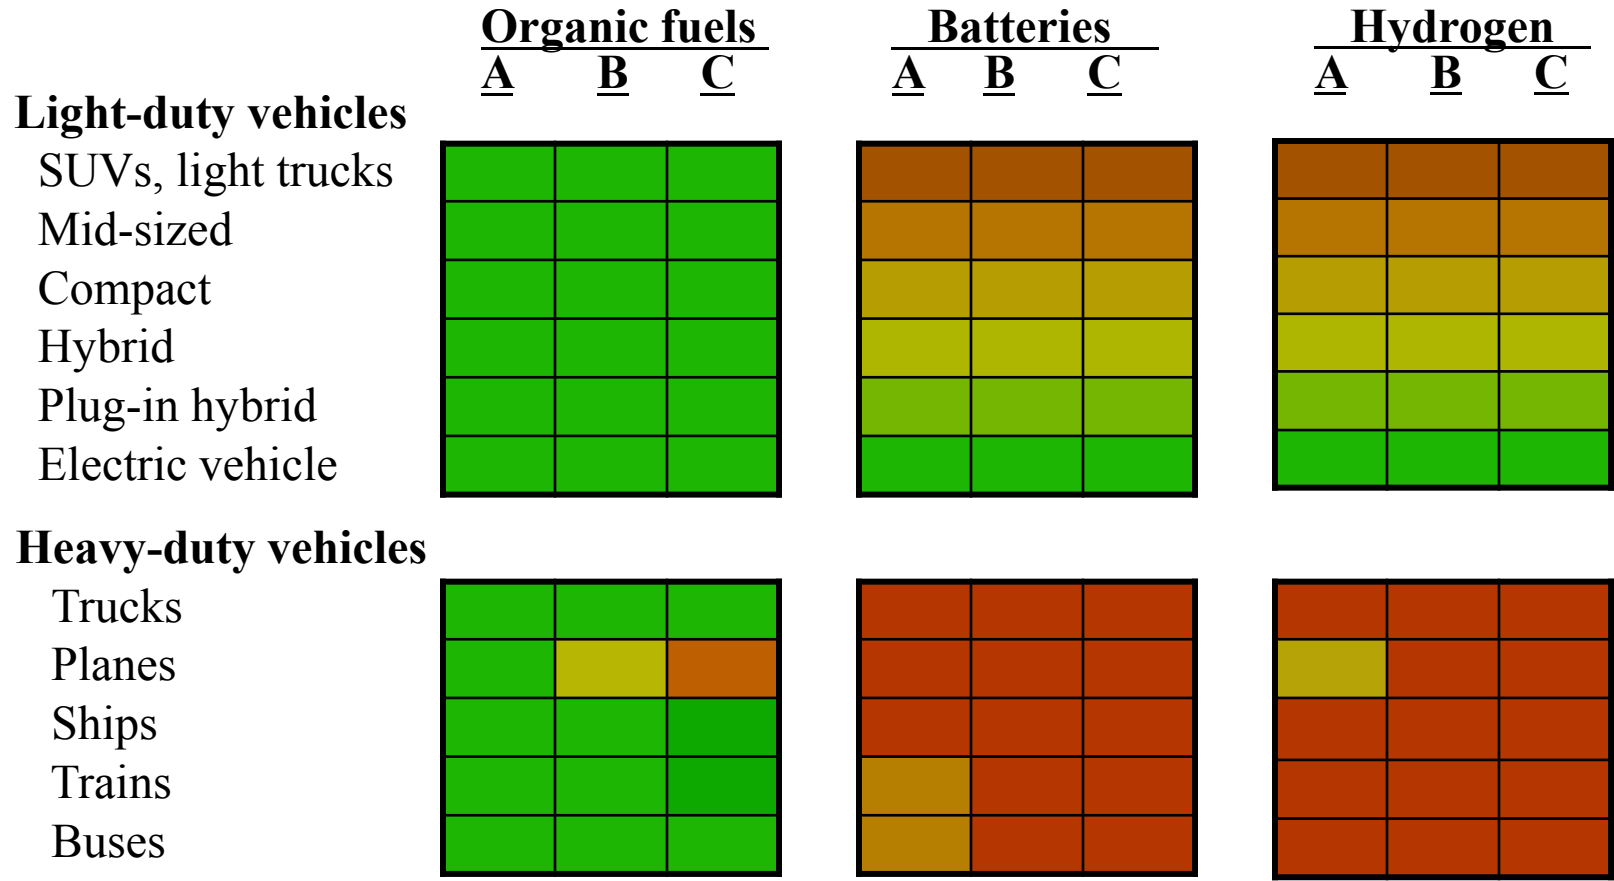 Organic fuels Batteries Hydrogen
A B C A B C A B C
Light-duty vehicles
SUVs, light trucks
Mid-sized
Compact
Hybrid
Plug-in hybrid
Electric vehicle
Heavy-duty vehicles
Trucks
Planes
Ships
Trains
Buses